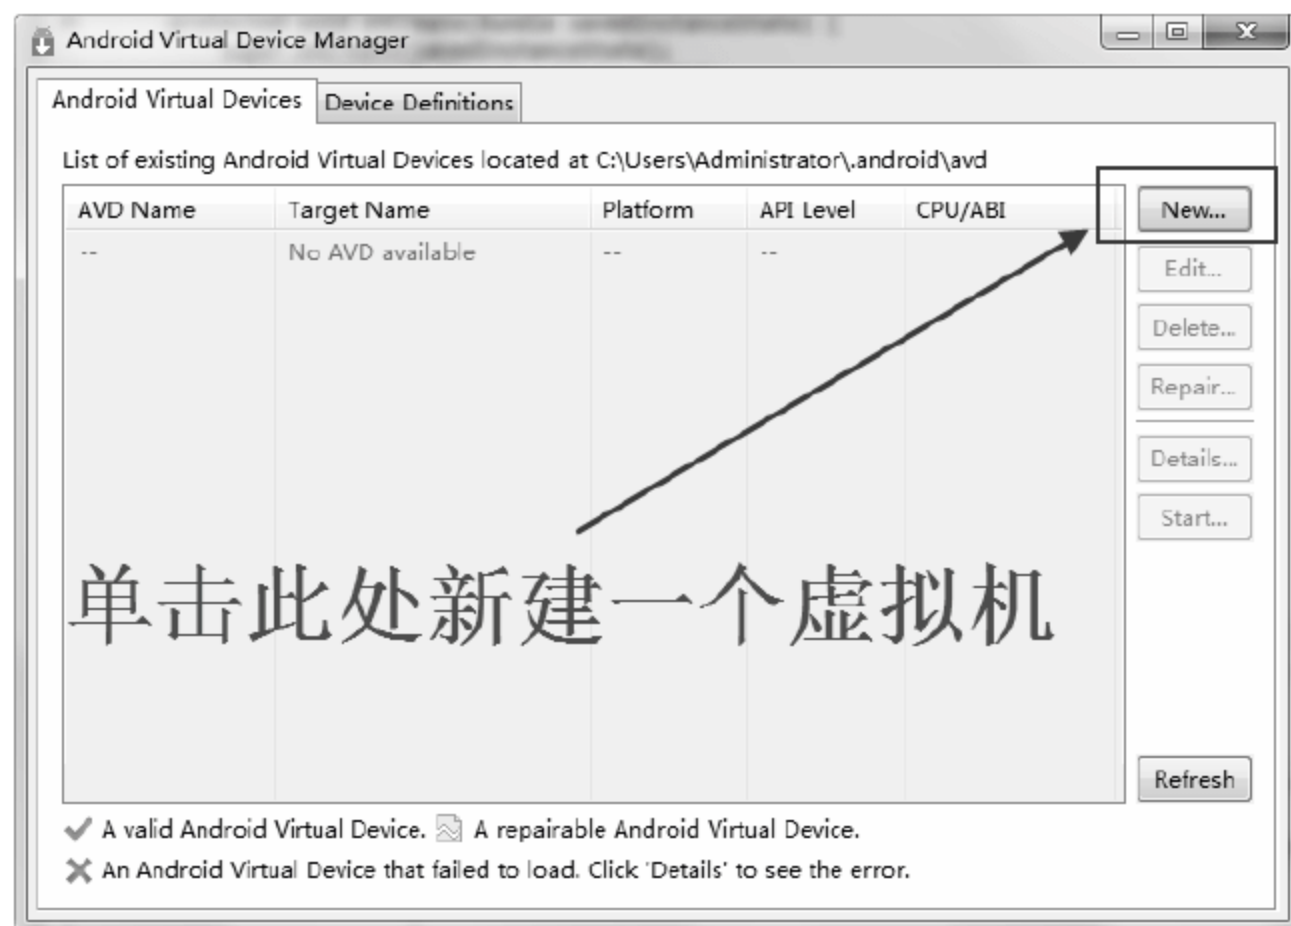 Android Virtual Device Manager
Android Virtual Devices
Device Definitions
List of existing Android Virtual Devices located at C:\Users\Administrator\.android\avd
AVD Name Target Name Platform API Level CPU/ABI
-- No AVD available -- --
New...
Edit...
Delete...
Repair...
Details...
Start...
单击此处新建一个虚拟机
Refresh
A valid Android Virtual Device. A repairable Android Virtual Device.
An Android Virtual Device that failed to load. Click 'Details' to see the error.